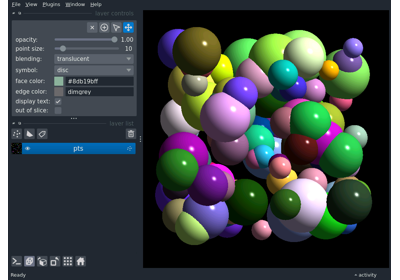 File View Plugins Window Help
layer controls
opacity: 1.00
point size: 10
blending: translucent
symbol: disc
face color: #8db19bff
edge color: dimgrey
display text:
out of slice:
layer list
pts
Ready
activity